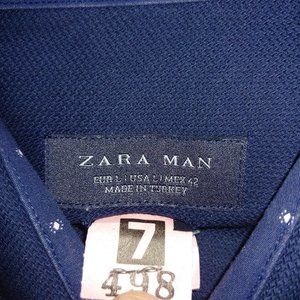 ZARA MAN
EUR L | USA L | MEX 42
MADE IN TURKEY
7
498